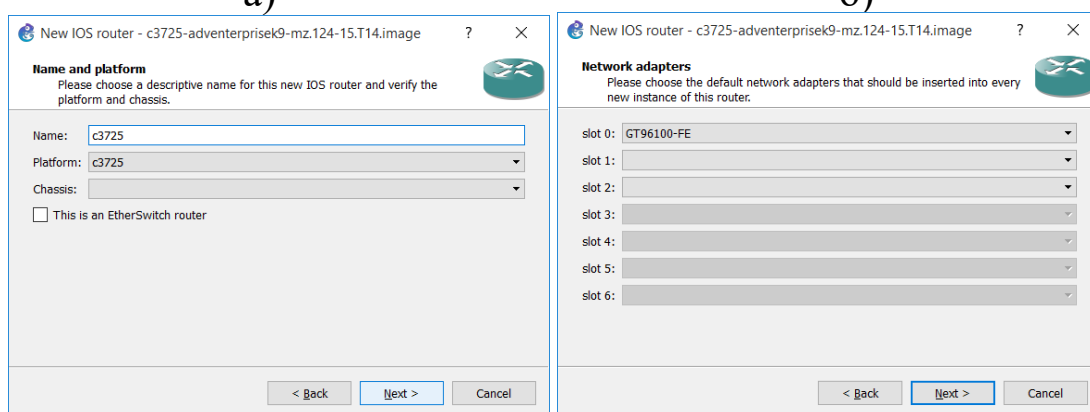 а)
б)
New IOS router - c3725-adventerprisek9-mz.124-15.T14.image ? ×
Name and platform
Please choose a descriptive name for this new IOS router and verify the
platform and chassis.
Name: c3725
Platform: c3725
Chassis:
This is an EtherSwitch router
< Back Next > Cancel
New IOS router - c3725-adventerprisek9-mz.124-15.T14.image ? ×
Network adapters
Please choose the default network adapters that should be inserted into every
new instance of this router.
slot 0: GT96100-FE
slot 1:
slot 2:
slot 3:
slot 4:
slot 5:
slot 6:
< Back Next > Cancel